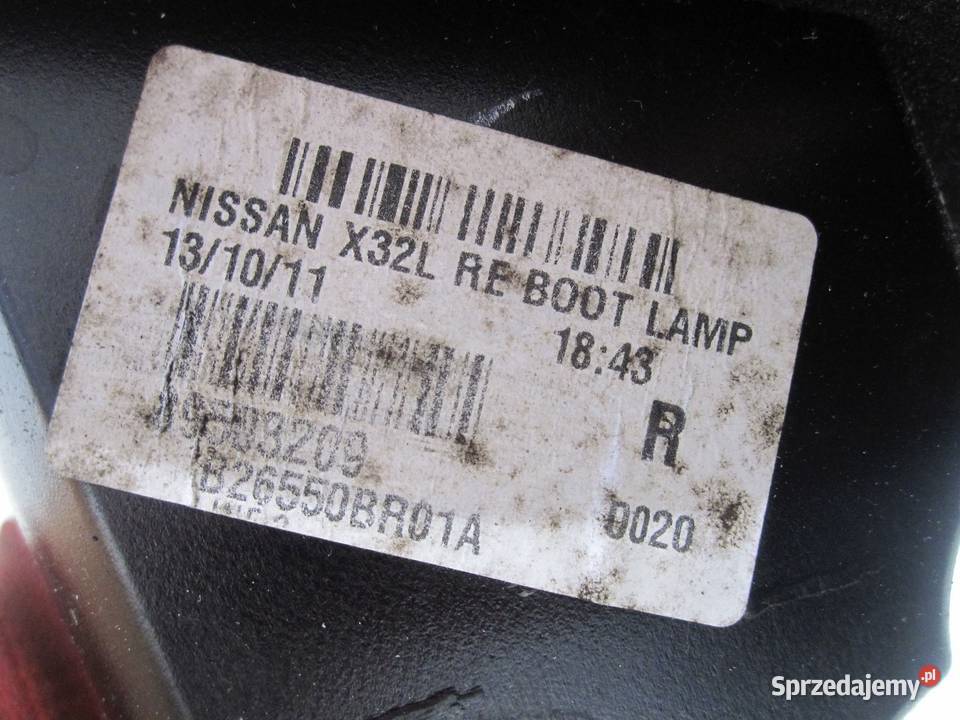 NISSAN X32L RE BOOT LAMP
13/10/11 18:43
R
B26550BR01A 0020
Sprzedajemy.pl